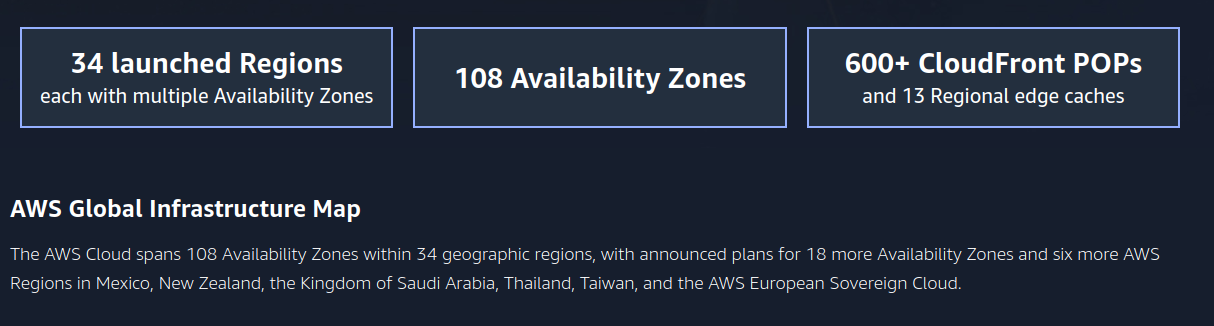 34 launched Regions
each with multiple Availability Zones
108 Availability Zones
600+ CloudFront POPs
and 13 Regional edge caches
AWS Global Infrastructure Map
The AWS Cloud spans 108 Availability Zones within 34 geographic regions, with announced plans for 18 more Availability Zones and six more AWS
Regions in Mexico, New Zealand, the Kingdom of Saudi Arabia, Thailand, Taiwan, and the AWS European Sovereign Cloud.